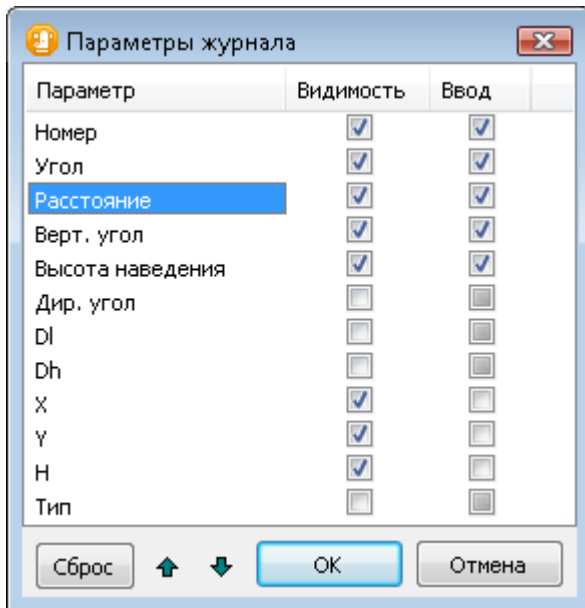 Параметры журнала
Параметр Видимость Ввод
Номер
Угол
Расстояние
Верт. угол
Высота наведения
Дир. угол
Dl
Dh
X
Y
H
Тип
Сброс OK Отмена